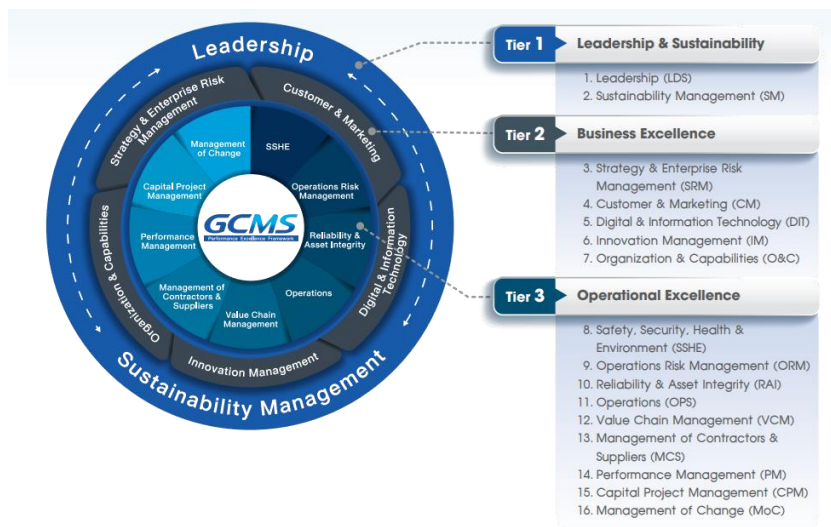 Leadership
Strategy & Enterprise Risk
Management
Customer & Marketing
Digital & Information
Technology
Innovation Management
Organization & Capabilities
Sustainability Management
Management
of Change
SSHE
Capital Project
Management
Operations Risk
Management
Performance
Management
Reliability &
Asset Integrity
Management of
Contractors &
Suppliers
Operations
Value Chain
Management
GCMS
Performance Excellence Framework
Tier 1
Leadership & Sustainability
1. Leadership (LDS)
2. Sustainability Management (SM)
Tier 2
Business Excellence
3. Strategy & Enterprise Risk
Management (SRM)
4. Customer & Marketing (CM)
5. Digital & Information Technology (DIT)
6. Innovation Management (IM)
7. Organization & Capabilities (O&C)
Tier 3
Operational Excellence
8. Safety, Security, Health &
Environment (SSHE)
9. Operations Risk Management (ORM)
10. Reliability & Asset Integrity (RAI)
11. Operations (OPS)
12. Value Chain Management (VCM)
13. Management of Contractors &
Suppliers (MCS)
14. Performance Management (PM)
15. Capital Project Management (CPM)
16. Management of Change (MoC)